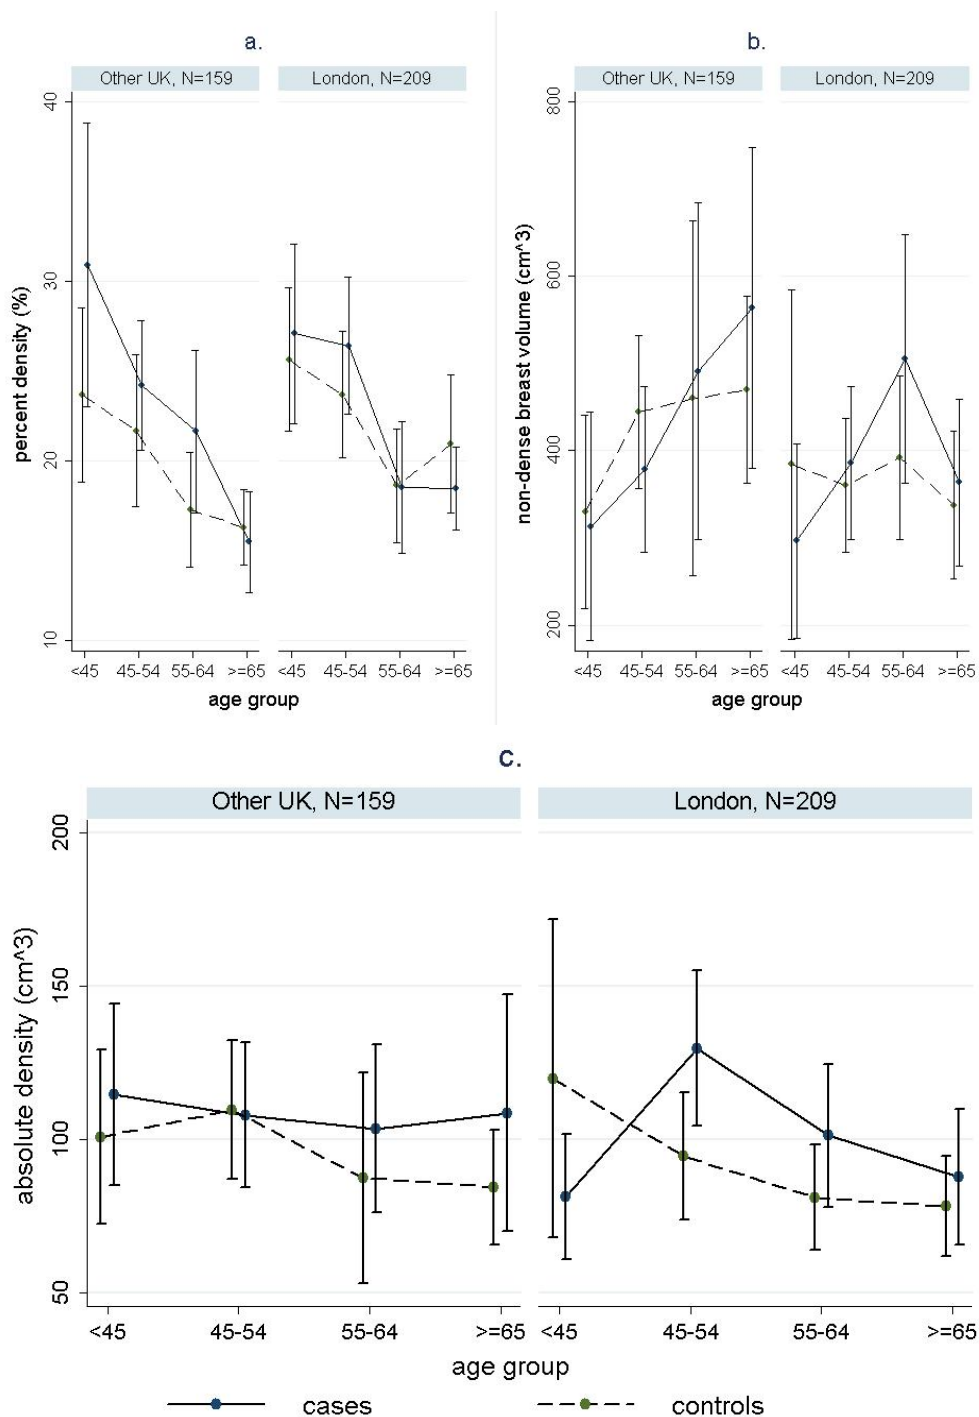 a.
Other UK, N=159
London, N=209
40
30
20
10
percent density (%)
<45
45-54
55-64
>=65
<45
45-54
55-64
>=65
age group
b.
Other UK, N=159
London, N=209
800
600
400
200
non-dense breast volume (cm^3)
<45
45-54
55-64
>=65
<45
45-54
55-64
>=65
age group
c.
Other UK, N=159
London, N=209
200
150
100
50
absolute density (cm^3)
<45
45-54
55-64
>=65
<45
45-54
55-64
>=65
age group
cases
controls